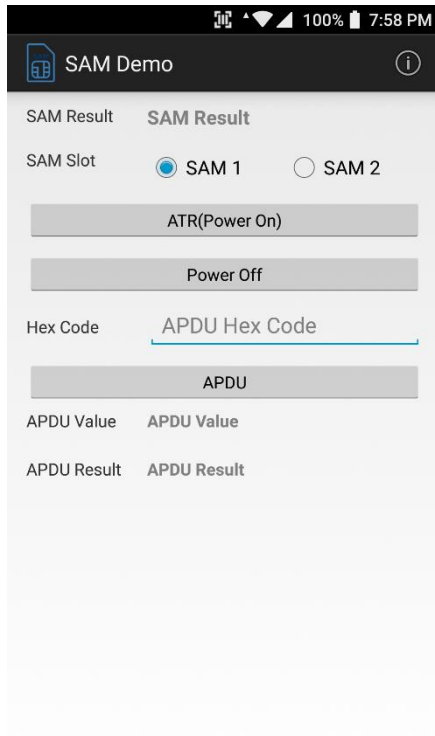 100% 7:58 PM
SAM Demo
SAM Result SAM Result
SAM Slot SAM 1 SAM 2
ATR(Power On)
Power Off
Hex Code APDU Hex Code
APDU
APDU Value APDU Value
APDU Result APDU Result